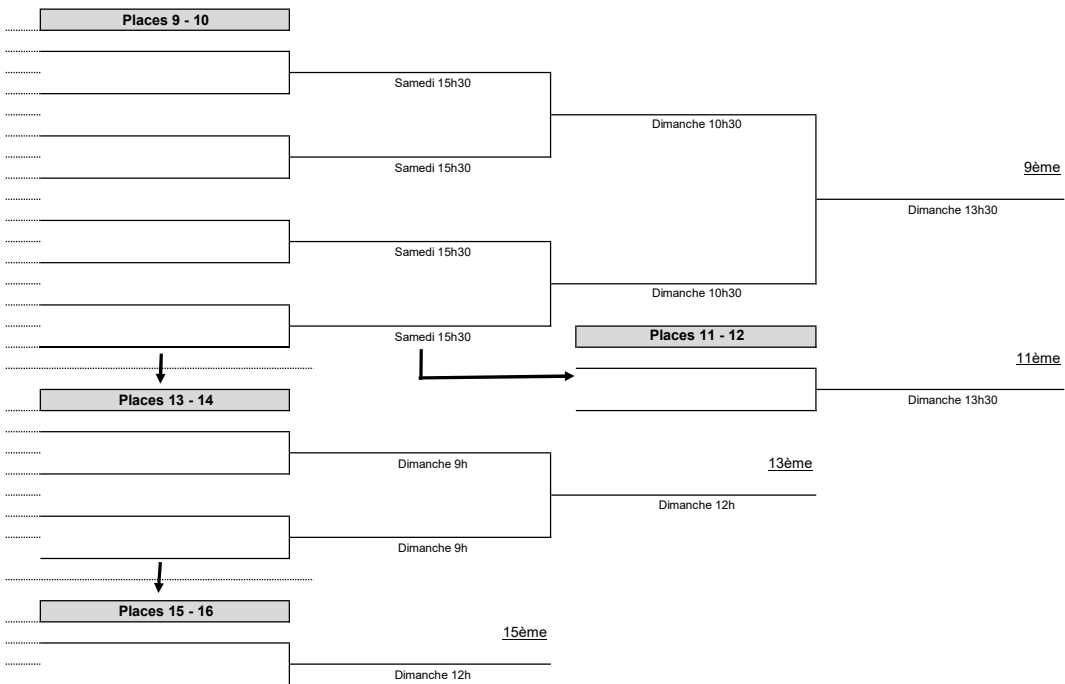 Places 9 - 10
Samedi 15h30
Dimanche 10h30
Samedi 15h30
9ème
Dimanche 13h30
Samedi 15h30
Dimanche 10h30
Samedi 15h30
Places 11 - 12
11ème
Places 13 - 14
Dimanche 13h30
Dimanche 9h
13ème
Dimanche 12h
Dimanche 9h
Places 15 - 16
15ème
Dimanche 12h